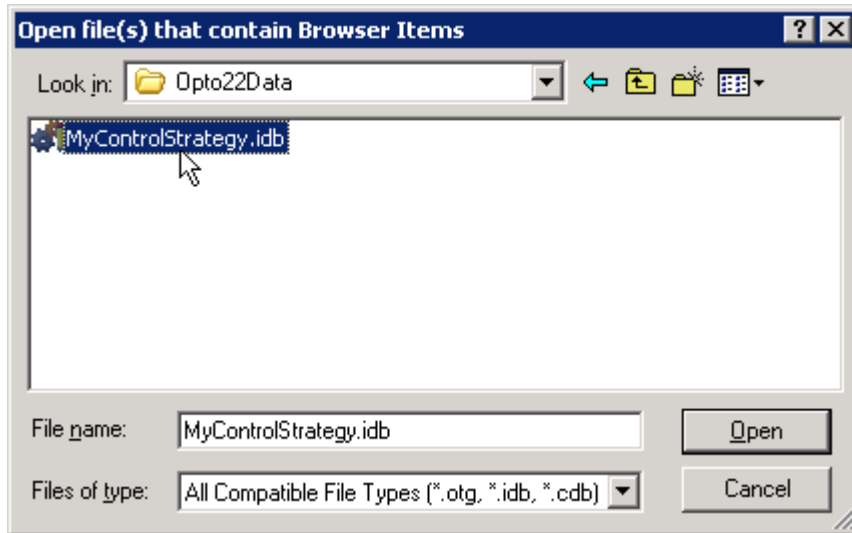 Open file(s) that contain Browser Items
Look in: Opto22Data
MyControlStrategy.idb
File name: MyControlStrategy.idb Open
Files of type: All Compatible File Types (*.otg, *.idb, *.cdb) Cancel